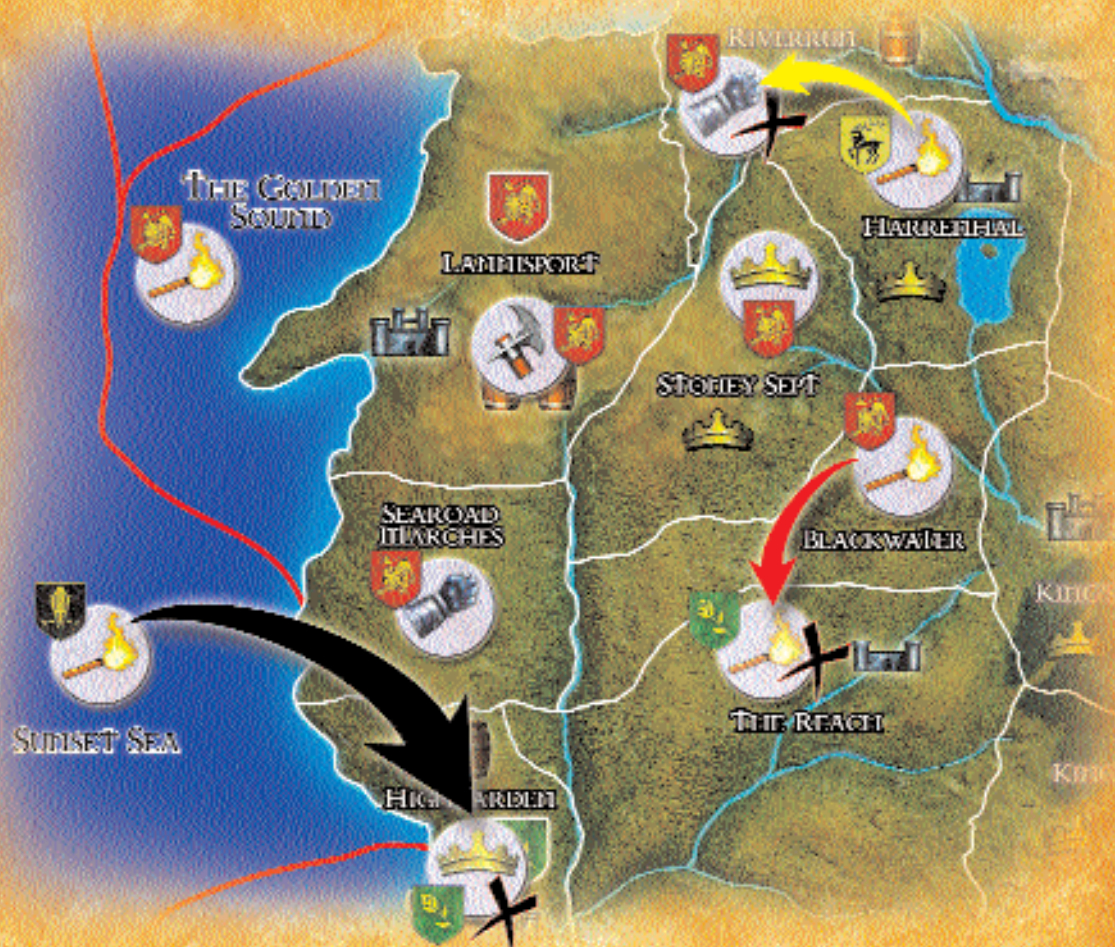 RIVERRUN
THE GOLDEN
SOUND
HARRENHAL
LANNISPORT
STONEY SEPT
SEAROAD
MARCHES
BLACKWATER
THE REACH
SUNSET SEA